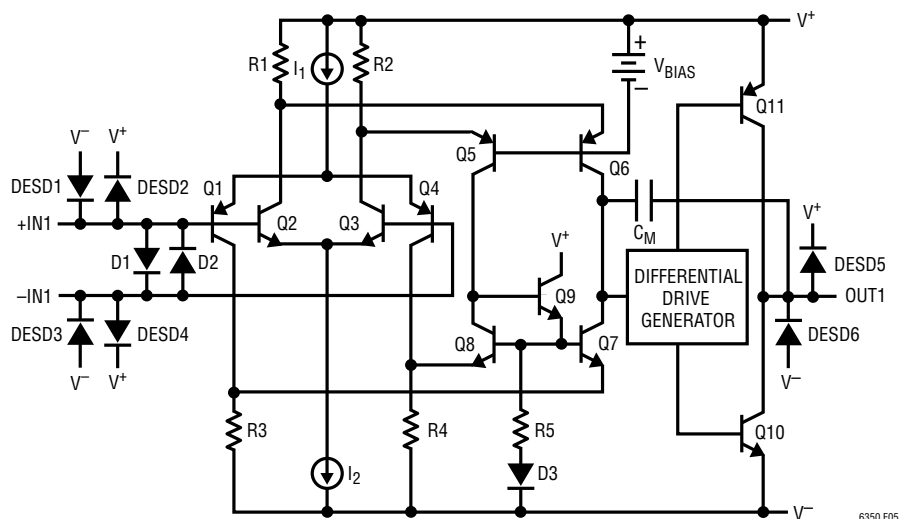 V+
R1
I1
R2
+
VBIAS
–
Q11
V–
V+
Q5
Q6
DESD1
DESD2
Q1
Q4
+IN1
Q2
Q3
CM
V+
D1
D2
V+
DIFFERENTIAL
DRIVE
GENERATOR
DESD5
–IN1
Q9
OUT1
DESD3
DESD4
Q8
Q7
DESD6
V–
V+
V–
R3
R4
R5
Q10
I2
D3
V–
6350 F05